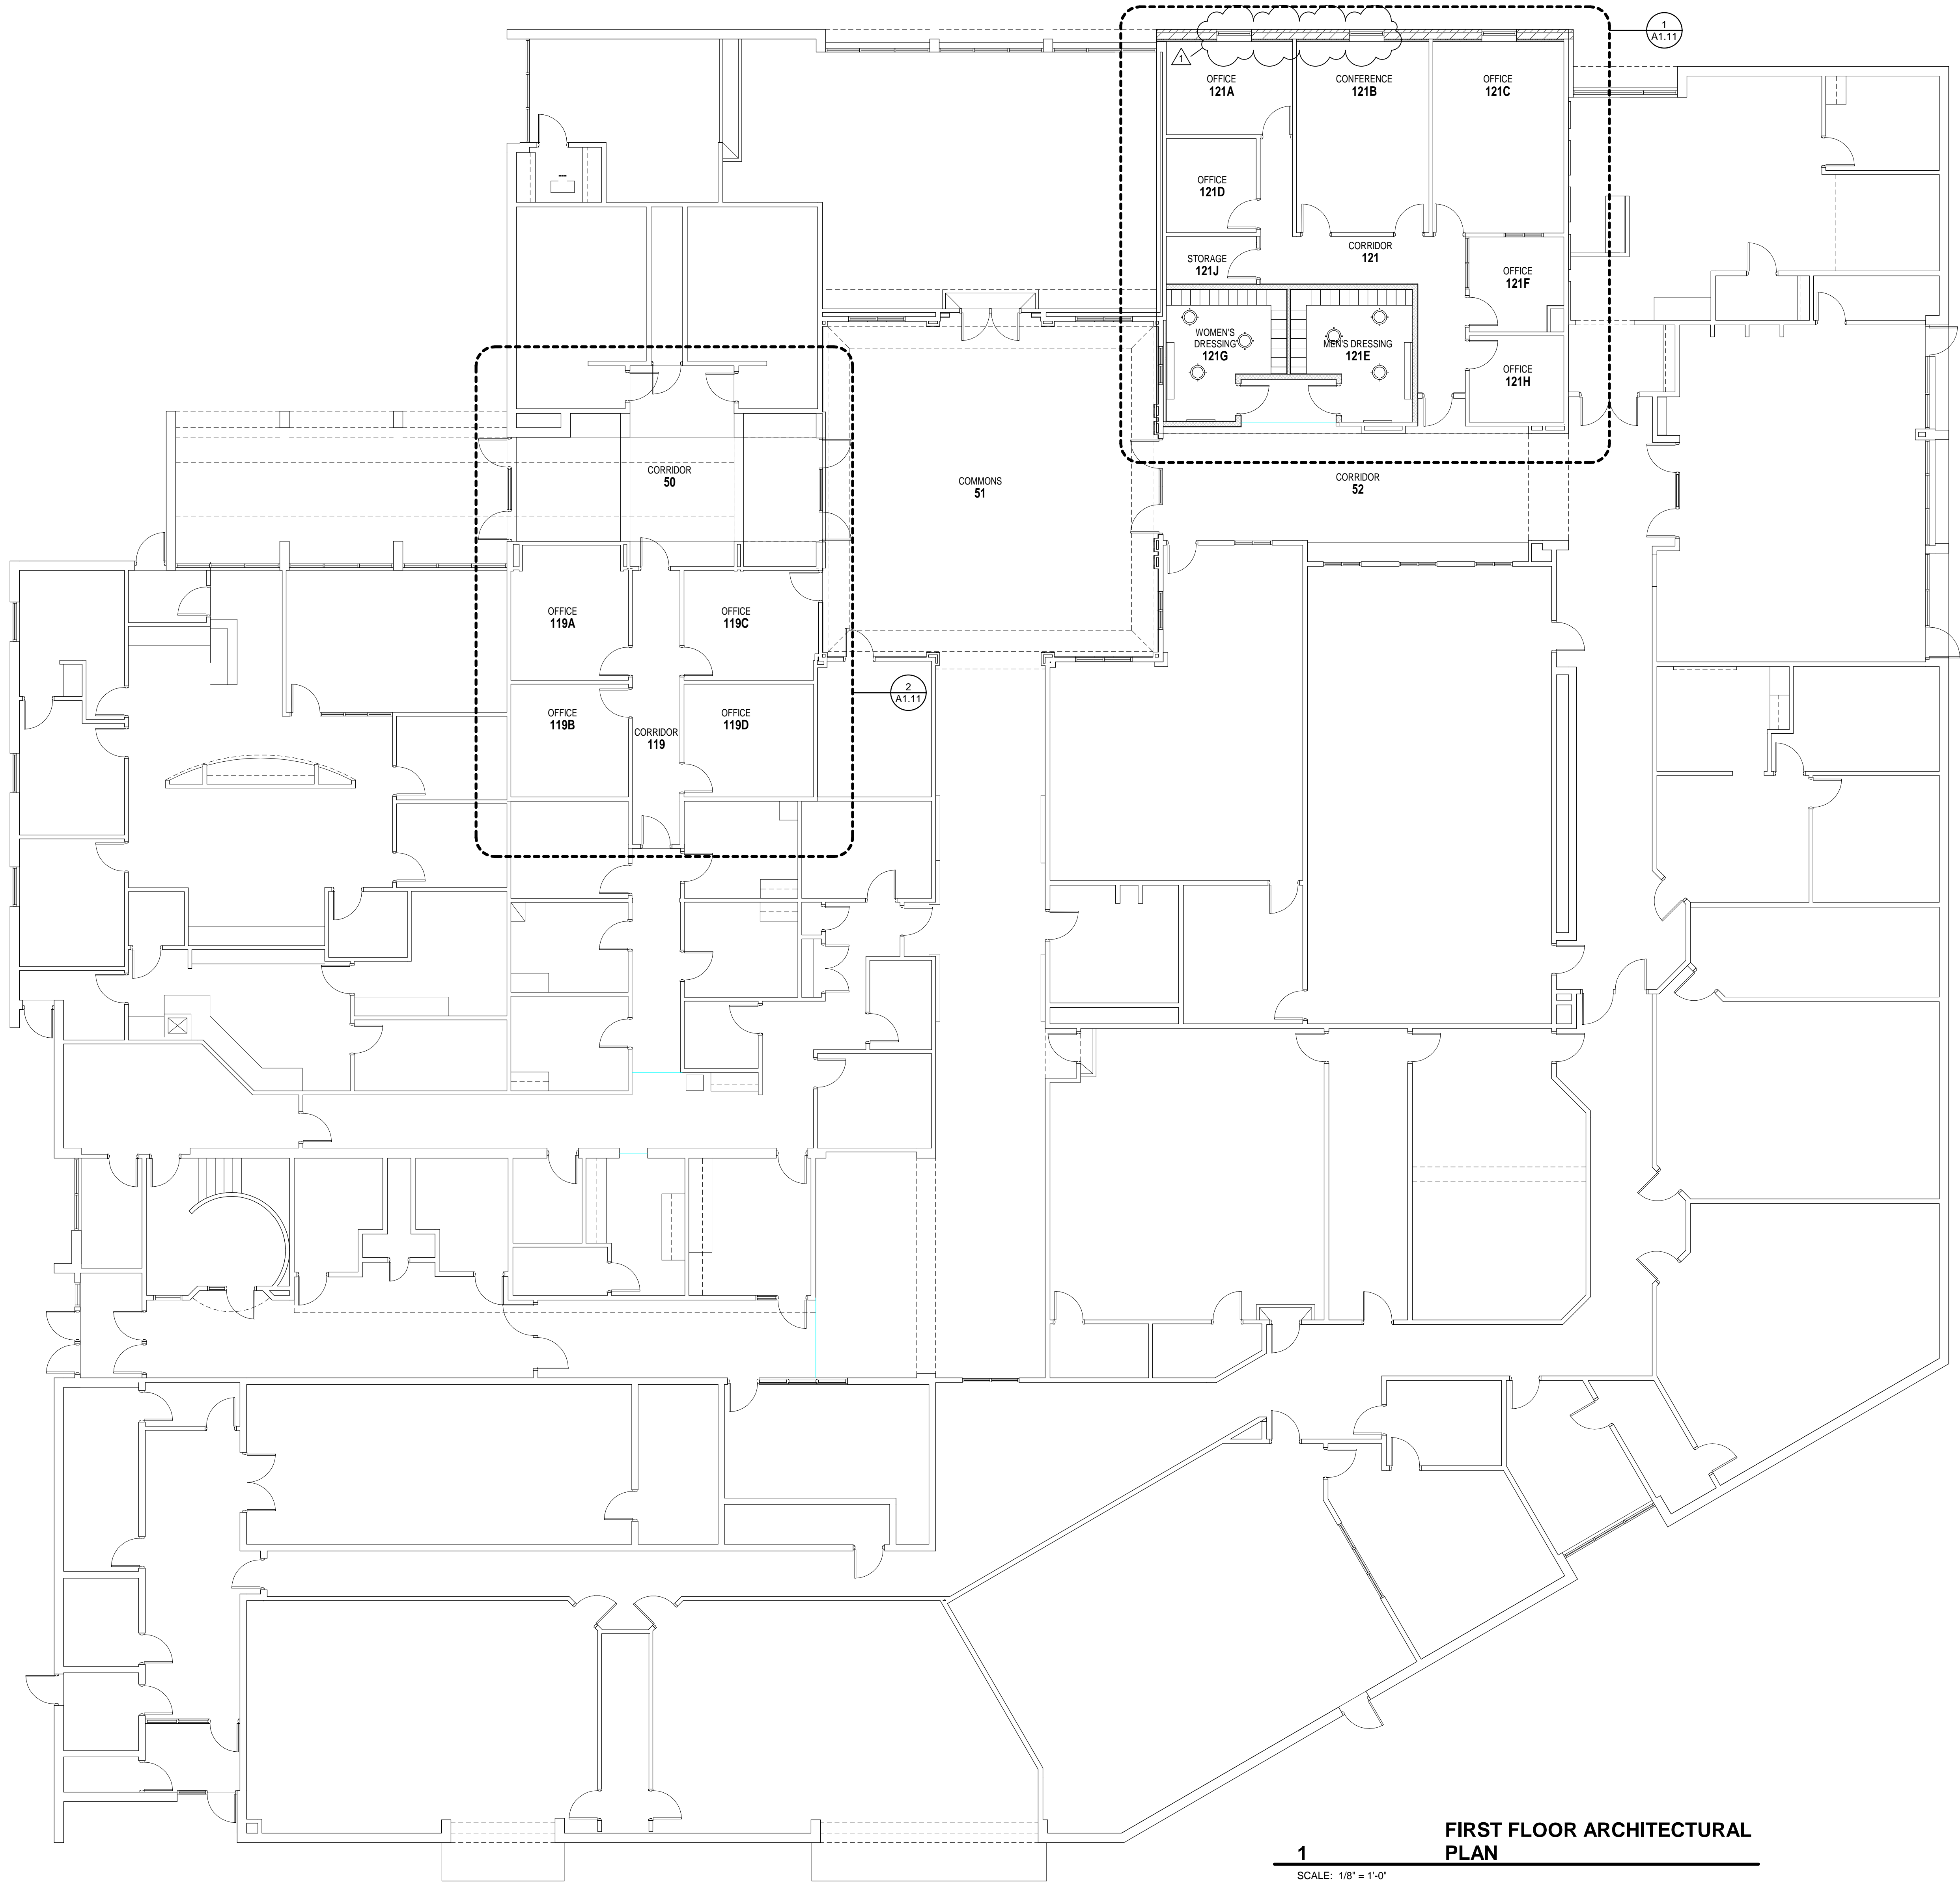 1
A1.11
1
OFFICE
121A
CONFERENCE
121B
OFFICE
121C
OFFICE
121D
CORRIDOR
121
STORAGE
121J
OFFICE
121F
WOMEN'S
DRESSING
121G
MEN'S DRESSING
121E
OFFICE
121H
CORRIDOR
50
COMMONS
51
CORRIDOR
52
OFFICE
119A
OFFICE
119C
2
A1.11
OFFICE
119B
OFFICE
119D
CORRIDOR
119
FIRST FLOOR ARCHITECTURAL
1 PLAN
SCALE: 1/8" = 1'-0"